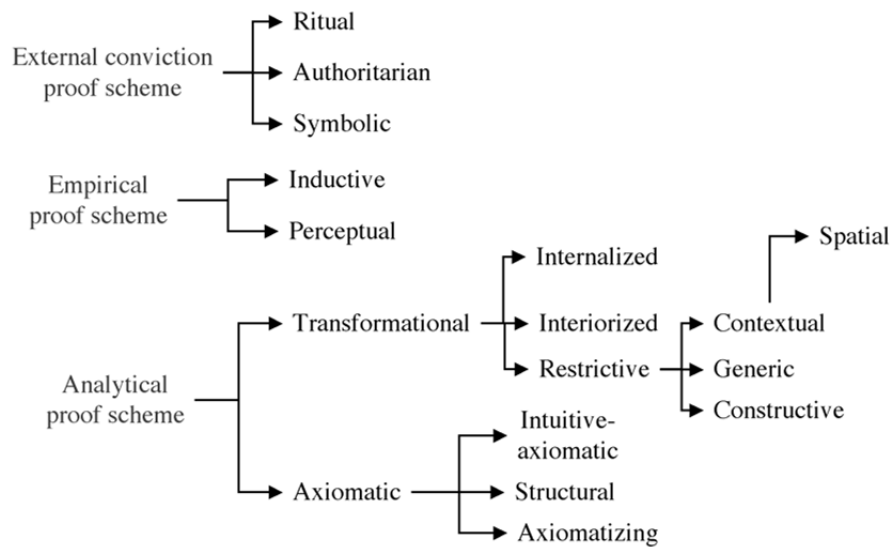 External conviction
proof scheme
Ritual
Authoritarian
Symbolic
Empirical
proof scheme
Inductive
Perceptual
Analytical
proof scheme
Transformational
Internalized
Interiorized
Restrictive
Contextual
Spatial
Generic
Constructive
Axiomatic
Intuitive-
axiomatic
Structural
Axiomatizing